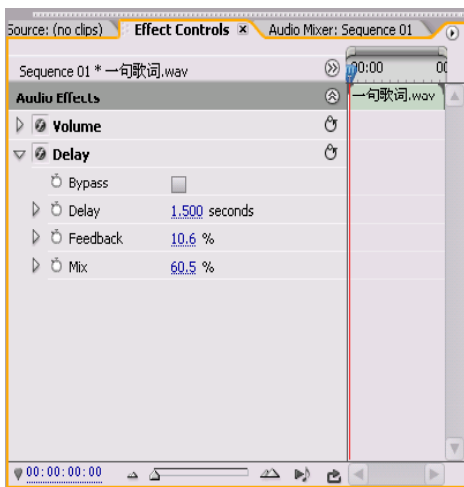 Source: (no clips) Effect Controls × Audio Mixer: Sequence 01
Sequence 01 * 一句歌词.wav 00:00 00
Audio Effects 一句歌词.wav
Volume
Delay
Bypass
Delay 1.500 seconds
Feedback 10.6 %
Mix 60.5 %
00:00:00:00